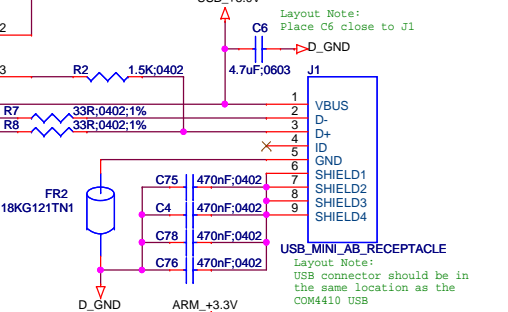 Layout Note:
Place C6 close to J1
C6
D_GND
4.7uF;0603
J1
2
3
R2
1.5K;0402
R7
33R;0402;1%
R8
33R;0402;1%
1
VBUS
2
D-
3
D+
4
ID
5
GND
6
SHIELD1
7
SHIELD2
8
SHIELD3
9
SHIELD4
FR2
18KG121TN1
C75
470nF;0402
C4
470nF;0402
C78
470nF;0402
C76
470nF;0402
USB_MINI_AB_RECEPTACLE
Layout Note:
USB connector should be in
the same location as the
COM4410 USB
D_GND
ARM_+3.3V